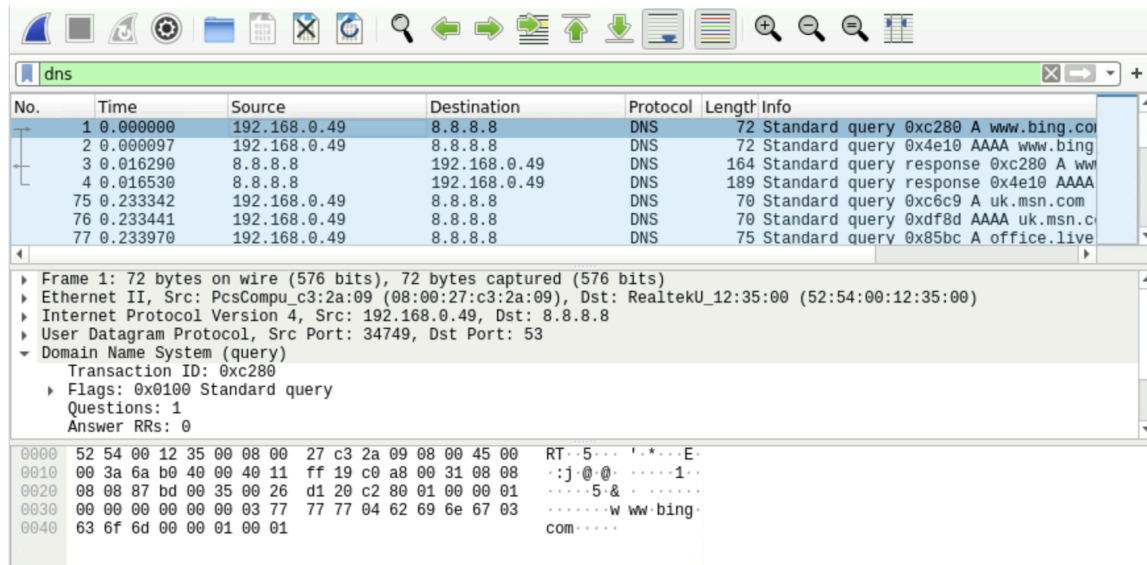 dns
No. Time Source Destination Protocol Length Info
1 0.000000 192.168.0.49 8.8.8.8 DNS 72 Standard query 0xc280 A www.bing.co
2 0.000097 192.168.0.49 8.8.8.8 DNS 72 Standard query 0x4e10 AAAA www.bing
3 0.016290 8.8.8.8 192.168.0.49 DNS 164 Standard query response 0xc280 A ww
4 0.016530 8.8.8.8 192.168.0.49 DNS 189 Standard query response 0x4e10 AAAA
75 0.233342 192.168.0.49 8.8.8.8 DNS 70 Standard query 0xc6c9 A uk.msn.com
76 0.233441 192.168.0.49 8.8.8.8 DNS 70 Standard query 0xdf8d AAAA uk.msn.c
77 0.233970 192.168.0.49 8.8.8.8 DNS 75 Standard query 0x85bc A office.live
Frame 1: 72 bytes on wire (576 bits), 72 bytes captured (576 bits)
Ethernet II, Src: PcsCompu_c3:2a:09 (08:00:27:c3:2a:09), Dst: RealtekU_12:35:00 (52:54:00:12:35:00)
Internet Protocol Version 4, Src: 192.168.0.49, Dst: 8.8.8.8
User Datagram Protocol, Src Port: 34749, Dst Port: 53
Domain Name System (query)
Transaction ID: 0xc280
Flags: 0x0100 Standard query
Questions: 1
Answer RRs: 0
0000 52 54 00 12 35 00 08 00 27 c3 2a 09 08 00 45 00 RT··5··· '·*···E·
0010 00 3a 6a b0 40 00 40 11 ff 19 c0 a8 00 31 08 08 ·:j·@·@· ·····1··
0020 08 08 87 bd 00 35 00 26 d1 20 c2 80 01 00 00 01 ·····5·& · ······
0030 00 00 00 00 00 00 03 77 77 77 04 62 69 6e 67 03 ·······w ww·bing·
0040 63 6f 6d 00 00 01 00 01 com·····